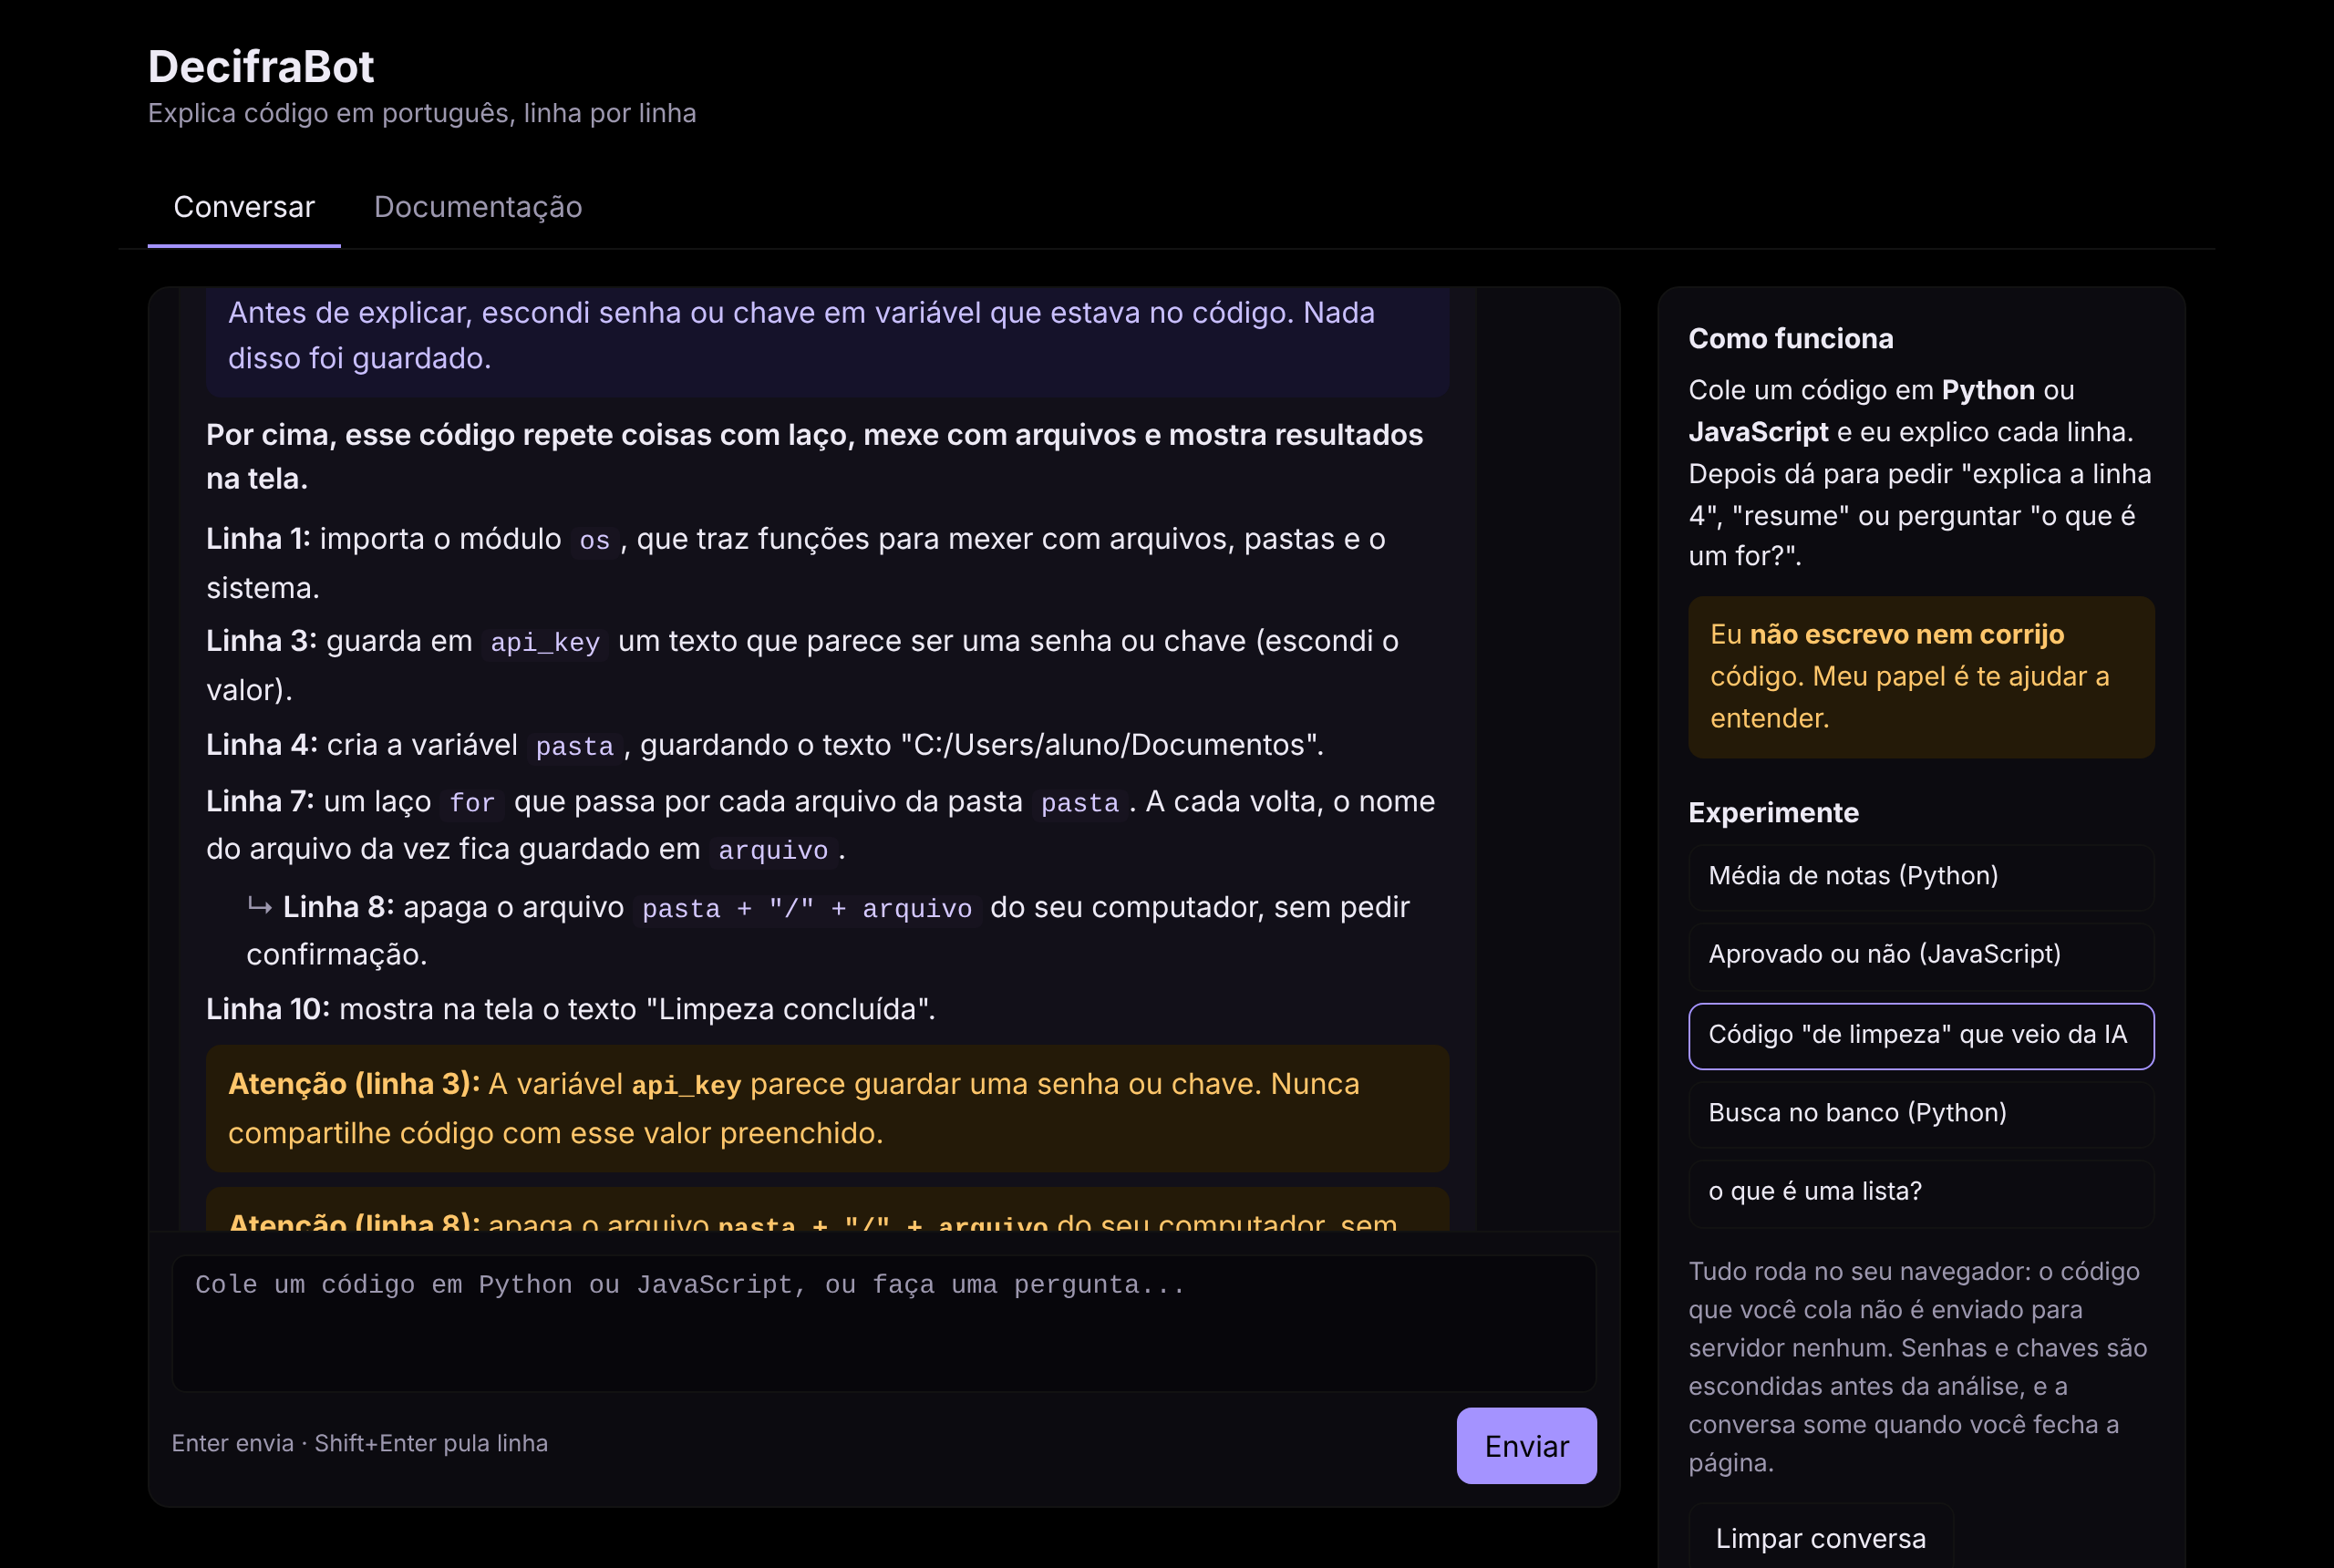 DecifraBot
Explica código em português, linha por linha
Conversar
Documentação
Antes de explicar, escondi senha ou chave em variável que estava no código. Nada
disso foi guardado.
Por cima, esse código repete coisas com laço, mexe com arquivos e mostra resultados
na tela.
Linha 1: importa o módulo os, que traz funções para mexer com arquivos, pastas e o
sistema.
Linha 3: guarda em api_key um texto que parece ser uma senha ou chave (escondi o
valor).
Linha 4: cria a variável pasta, guardando o texto "C:/Users/aluno/Documentos".
Linha 7: um laço for que passa por cada arquivo da pasta pasta. A cada volta, o nome
do arquivo da vez fica guardado em arquivo.
↳ Linha 8: apaga o arquivo pasta + "/" + arquivo do seu computador, sem pedir
confirmação.
Linha 10: mostra na tela o texto "Limpeza concluída".
Atenção (linha 3): A variável api_key parece guardar uma senha ou chave. Nunca
compartilhe código com esse valor preenchido.
Atenção (linha 8): apaga o arquivo pasta + "/" + arquivo do seu computador, sem
Cole um código em Python ou JavaScript, ou faça uma pergunta...
Enter envia · Shift+Enter pula linha
Enviar
Como funciona
Cole um código em Python ou
JavaScript e eu explico cada linha.
Depois dá para pedir "explica a linha
4", "resume" ou perguntar "o que é
um for?".
Eu não escrevo nem corrijo
código. Meu papel é te ajudar a
entender.
Experimente
Média de notas (Python)
Aprovado ou não (JavaScript)
Código "de limpeza" que veio da IA
Busca no banco (Python)
o que é uma lista?
Tudo roda no seu navegador: o código
que você cola não é enviado para
servidor nenhum. Senhas e chaves são
escondidas antes da análise, e a
conversa some quando você fecha a
página.
Limpar conversa